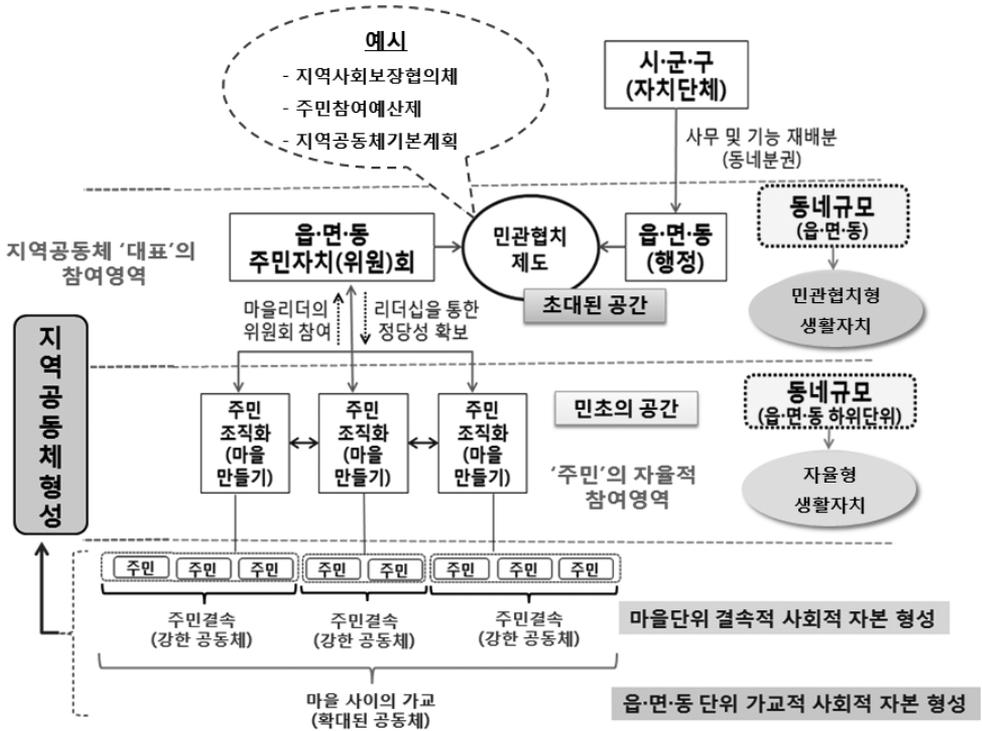 예시
- 지역사회보장협의체
- 주민참여예산제
- 지역공동체기본계획
시·군·구
(자치단체)
사무 및 기능 재배분
(동네분권)
지역공동체 ‘대표’의
참여영역
읍·면·동
주민자치(위원)회
민관협치
제도
읍·면·동
(행정)
초대된 공간
동네규모
(읍·면·동)
민관협치형
생활자치
마을리더의
위원회 참여
리더십을 통한
정당성 확보
지
역
공
동
체
형
성
주민
조직화
(마을
만들기)
주민
조직화
(마을
만들기)
주민
조직화
(마을
만들기)
민초의 공간
‘주민’의 자율적
참여영역
동네규모
(읍·면·동 하위단위)
자율형
생활자치
주민 주민 주민 주민 주민 주민 주민 주민
주민결속
(강한 공동체)
주민결속
(강한 공동체)
주민결속
(강한 공동체)
마을단위 결속적 사회적 자본 형성
마을 사이의 가교
(확대된 공동체)
읍·면·동 단위 가교적 사회적 자본 형성